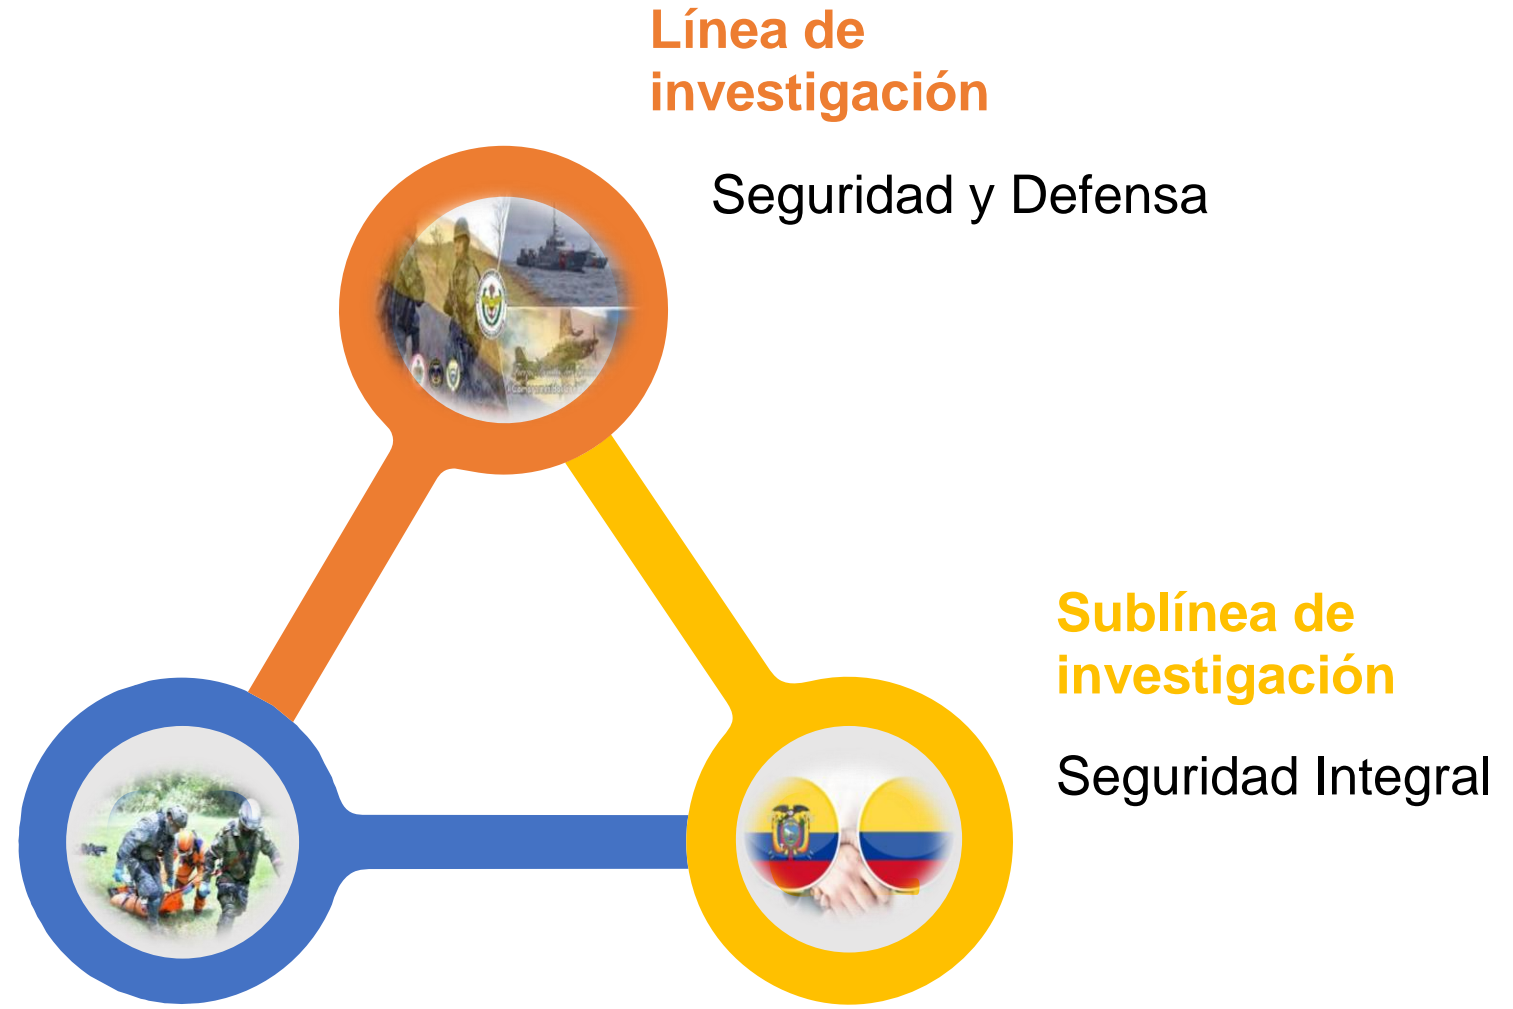 Línea de
investigación
Seguridad y Defensa
Sublínea de
investigación
Seguridad Integral